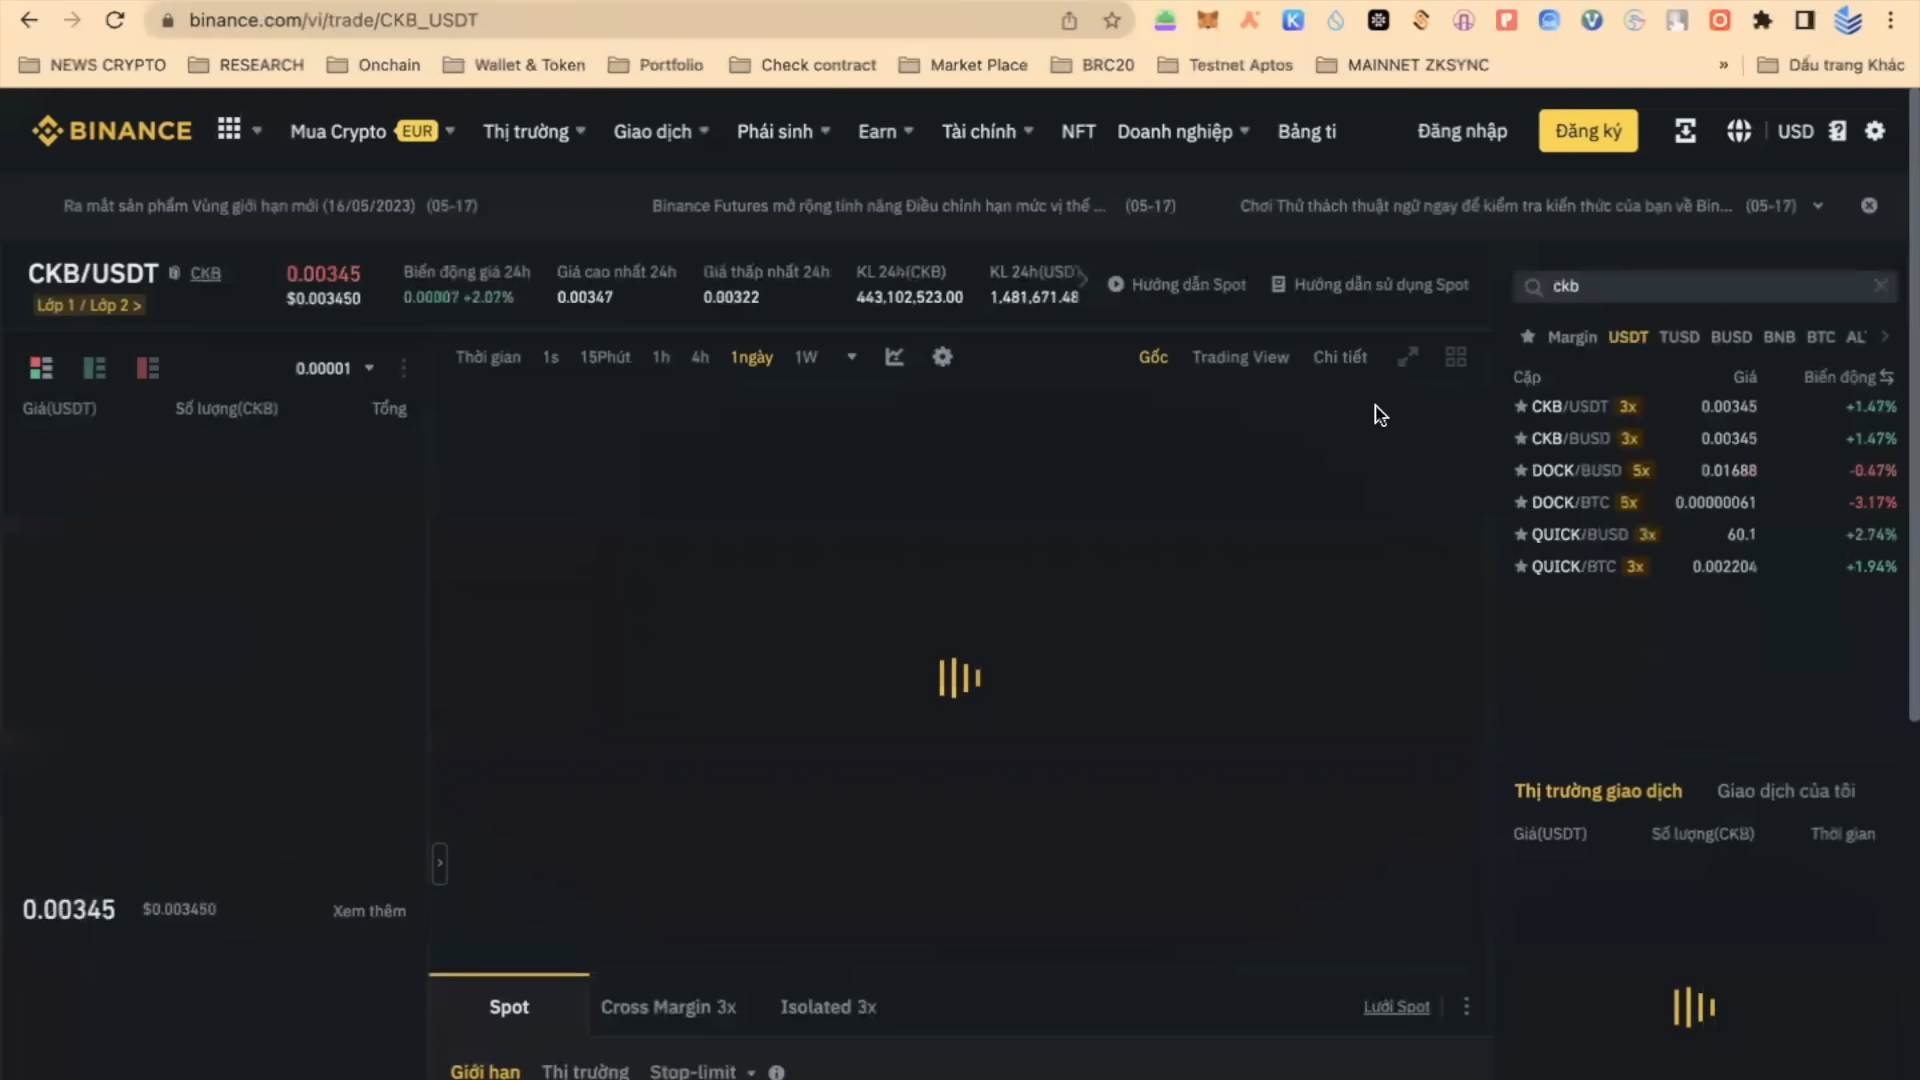 binance.com/vi/trade/CKB_USDT
NEWS CRYPTO RESEARCH Onchain Wallet & Token Portfolio Check contract Market Place BRC20 Testnet Aptos MAINNET ZKSYNC » Dấu trang Khác
BINANCE Mua Crypto EUR Thị trường Giao dịch Phái sinh Earn Tài chính NFT Doanh nghiệp Bảng ti Đăng nhập Đăng ký USD
Ra mắt sản phẩm Vùng giới hạn mới (16/05/2023) (05-17) Binance Futures mở rộng tính năng Điều chỉnh hạn mức vị thế ... (05-17) Chơi Thử thách thuật ngữ ngay để kiểm tra kiến thức của bạn về Bin... (05-17)
CKB/USDT CKB 0.00345 Biến động giá 24h Giá cao nhất 24h Giá thấp nhất 24h KL 24h(CKB) KL 24h(USD Hướng dẫn Spot Hướng dẫn sử dụng Spot
Lớp 1 / Lớp 2 > $0.003450 0.00007 +2.07% 0.00347 0.00322 443,102,523.00 1,481,671.48
ckb
Margin USDT TUSD BUSD BNB BTC AL
0.00001 Thời gian 1s 15Phút 1h 4h 1ngày 1W Gốc Trading View Chi tiết
Giá(USDT) Số lượng(CKB) Tổng
Cặp Giá Biến động
CKB/USDT 3x 0.00345 +1.47%
CKB/BUSD 3x 0.00345 +1.47%
DOCK/BUSD 5x 0.01688 -0.47%
DOCK/BTC 5x 0.00000061 -3.17%
QUICK/BUSD 3x 60.1 +2.74%
QUICK/BTC 3x 0.002204 +1.94%
Thị trường giao dịch Giao dịch của tôi
Giá(USDT) Số lượng(CKB) Thời gian
0.00345 $0.003450 Xem thêm
Spot Cross Margin 3x Isolated 3x Lưới Spot
Giới hạn Thị trường Stop-limit